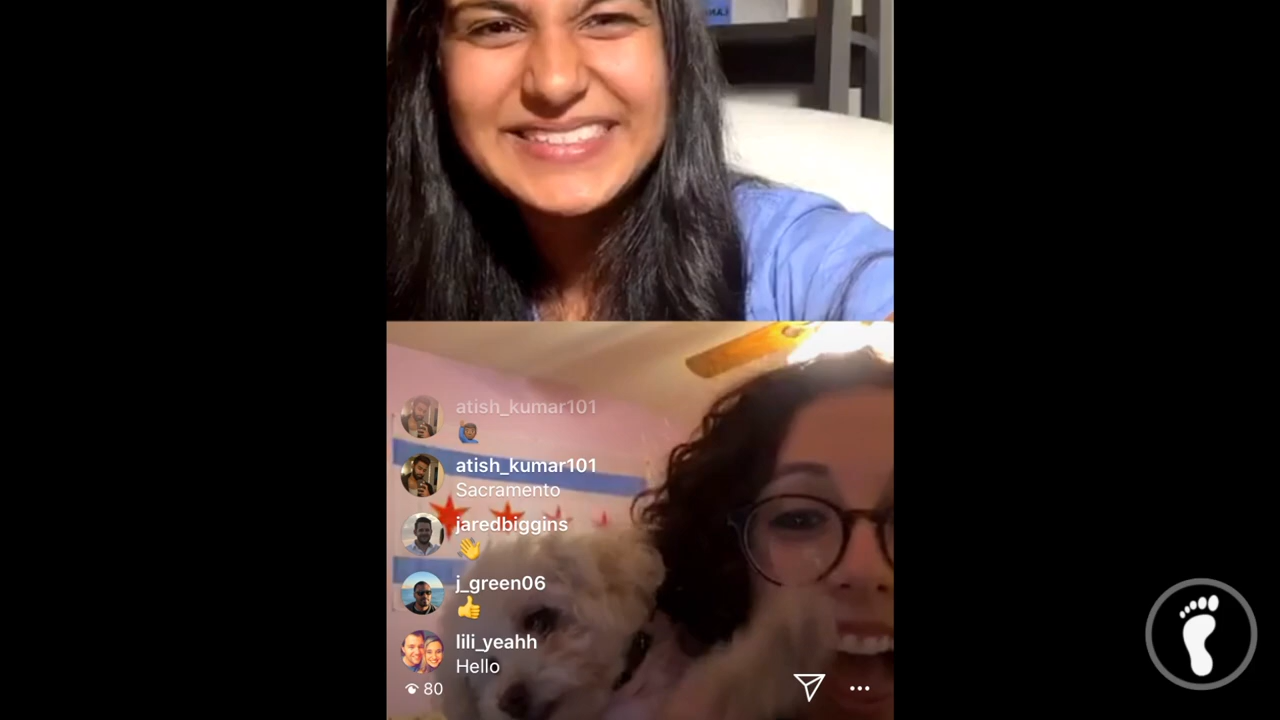 atish_kumar101
atish_kumar101
Sacramento
jaredbiggins
j_green06
lili_yeahh
Hello
80